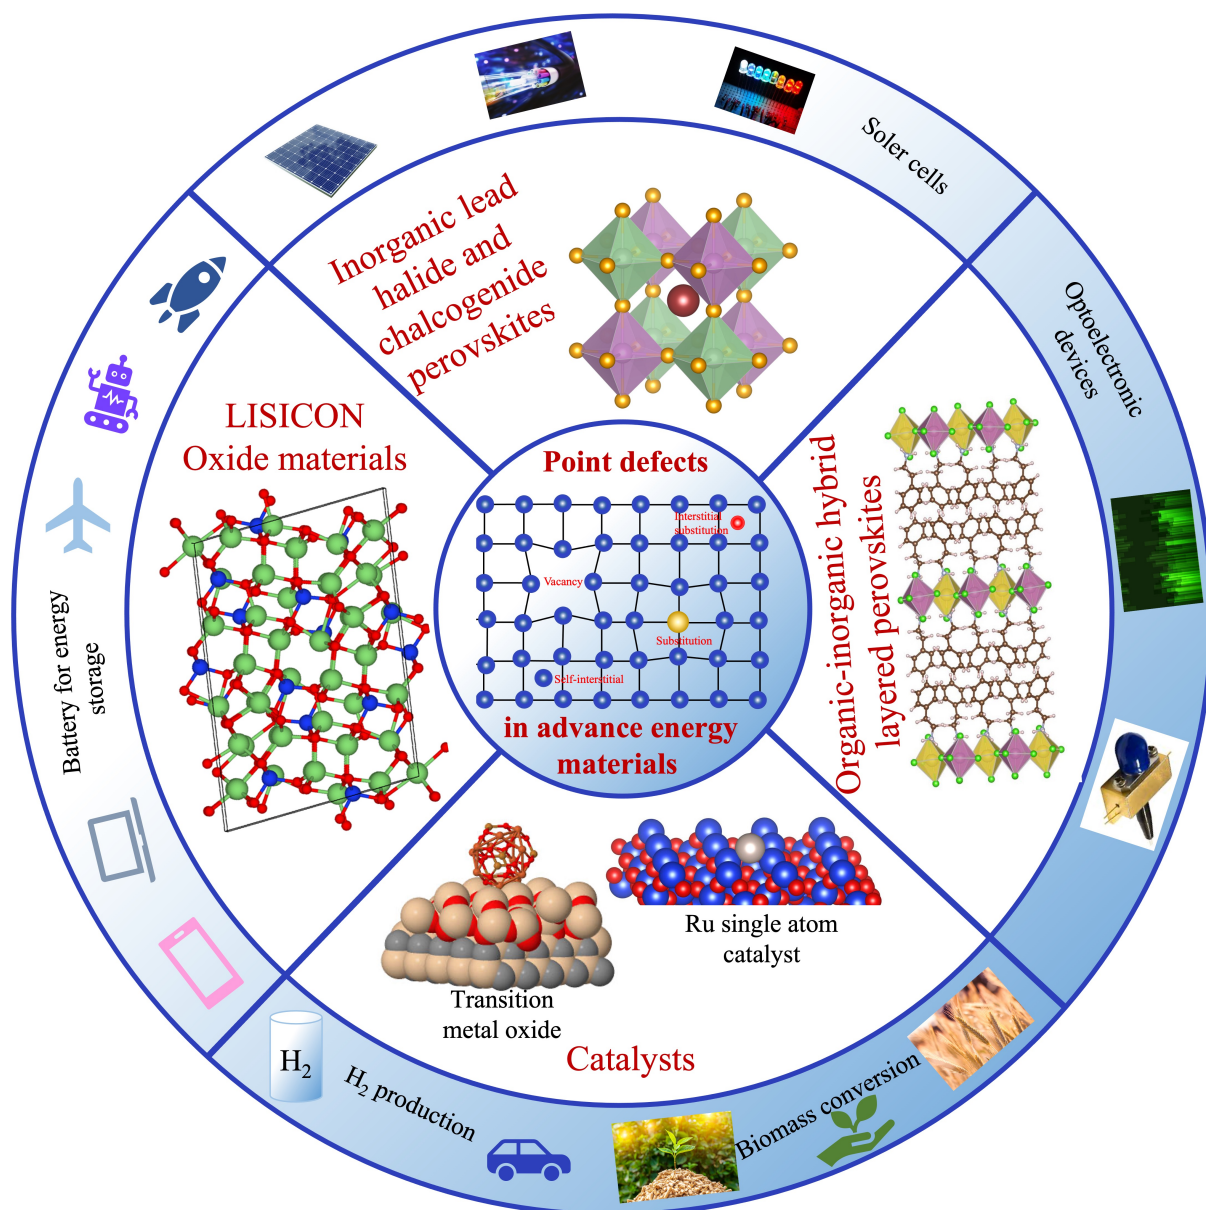 Soler cells
Inorganic lead
halide and
chalcogenide
perovskites
Optoelectronic
devices
LISICON
Oxide materials
Organic-inorganic hybrid
layered perovskites
Point defects
Interstitial
substitution
Vacancy
Substitution
Self-interstitial
in advance energy
materials
Battery for energy
storage
Ru single atom
catalyst
Transition
metal oxide
Catalysts
H2
H2 production
Biomass conversion